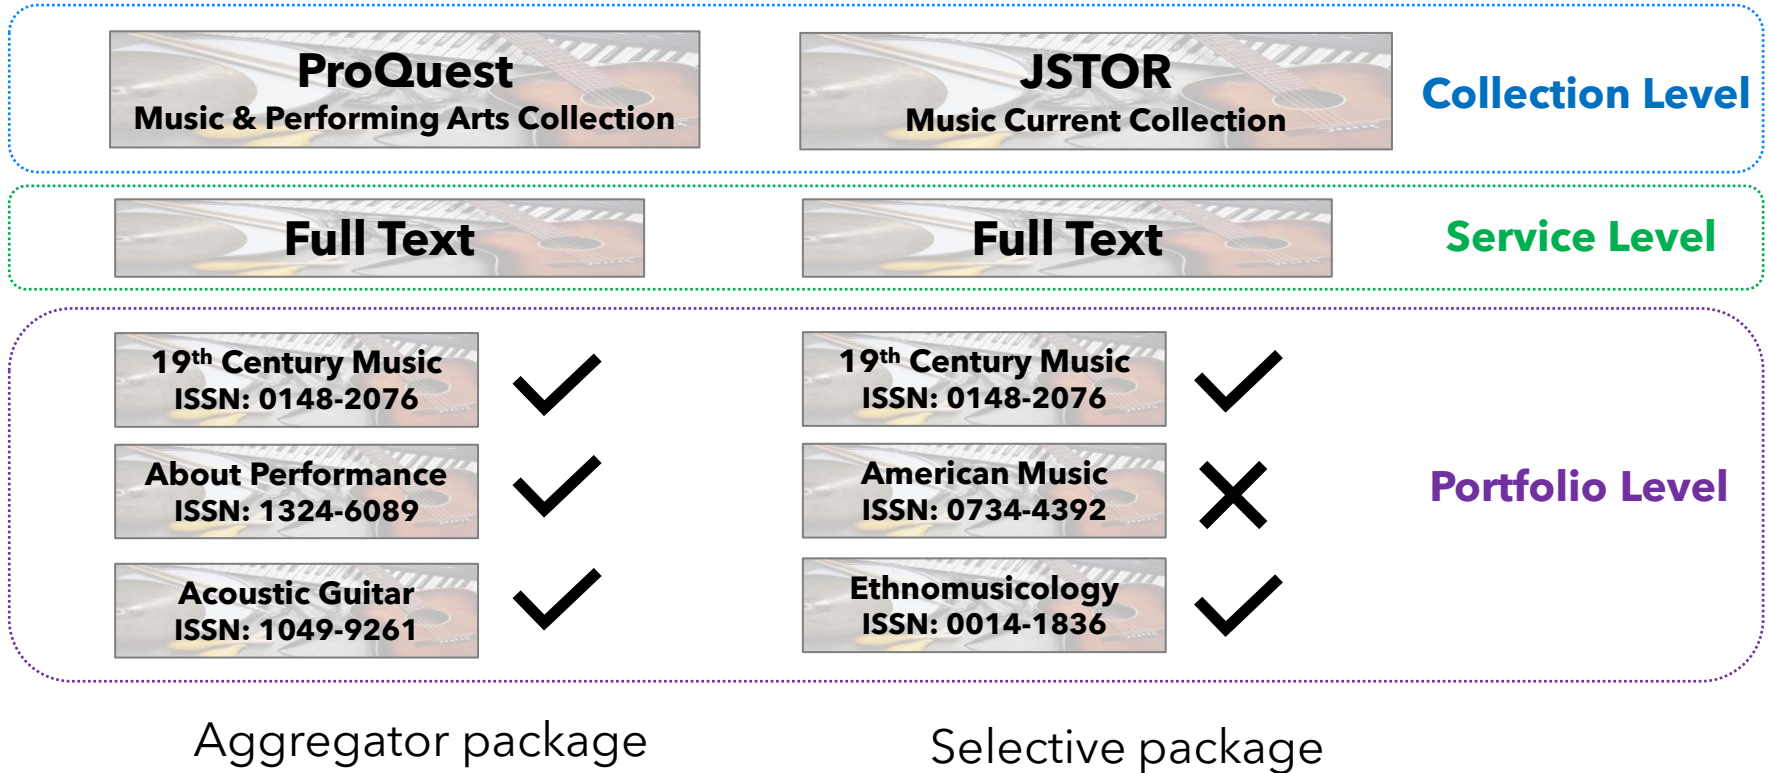 ProQuest
Music & Performing Arts Collection
JSTOR
Music Current Collection
Collection Level
Full Text
Full Text
Service Level
19th Century Music
ISSN: 0148-2076
19th Century Music
ISSN: 0148-2076
About Performance
ISSN: 1324-6089
American Music
ISSN: 0734-4392
Portfolio Level
Acoustic Guitar
ISSN: 1049-9261
Ethnomusicology
ISSN: 0014-1836
Aggregator package
Selective package